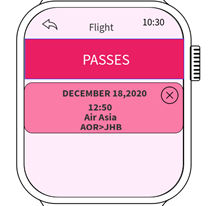 Flight 10:30
PASSES
DECEMBER 18,2020
12:50
Air Asia
AOR>JHB